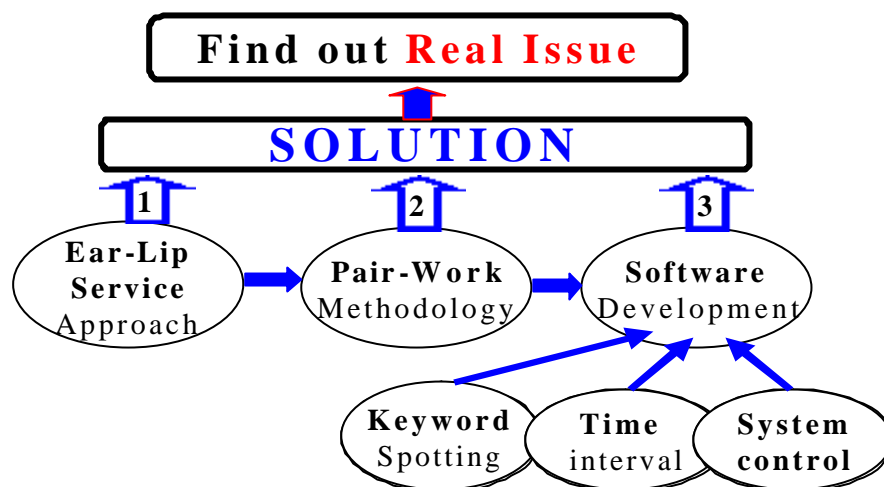 Find out Real Issue
SOLUTION
1
2
3
Ear-Lip
Service
Approach
Pair-Work
Methodology
Software
Development
Keyword
Spotting
Time
interval
System
control